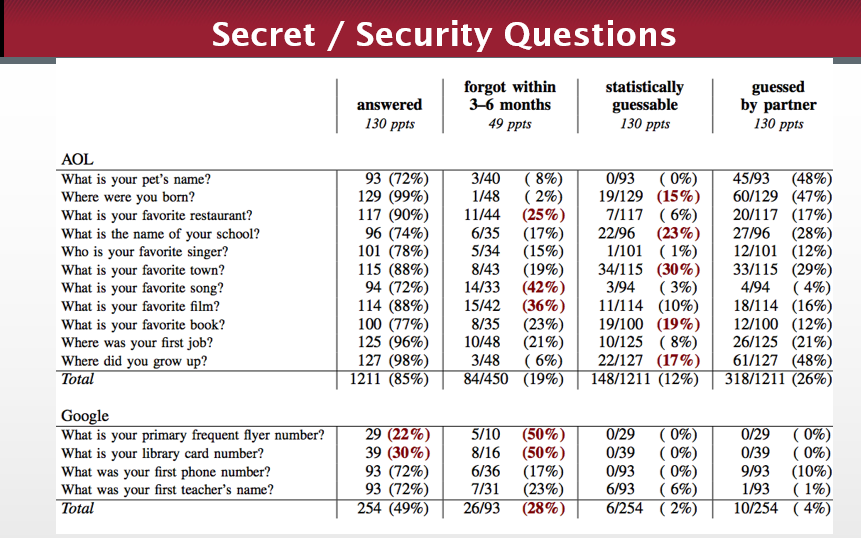 Secret / Security Questions
answered forgot within 3–6 months statistically guessable guessed by partner
130 ppts 49 ppts 130 ppts 130 ppts
AOL
What is your pet's name? 93 (72%) 3/40 ( 8%) 0/93 ( 0%) 45/93 (48%)
Where were you born? 129 (99%) 1/48 ( 2%) 19/129 (15%) 60/129 (47%)
What is your favorite restaurant? 117 (90%) 11/44 (25%) 7/117 ( 6%) 20/117 (17%)
What is the name of your school? 96 (74%) 6/35 (17%) 22/96 (23%) 27/96 (28%)
Who is your favorite singer? 101 (78%) 5/34 (15%) 1/101 ( 1%) 12/101 (12%)
What is your favorite town? 115 (88%) 8/43 (19%) 34/115 (30%) 33/115 (29%)
What is your favorite song? 94 (72%) 14/33 (42%) 3/94 ( 3%) 4/94 ( 4%)
What is your favorite film? 114 (88%) 15/42 (36%) 11/114 (10%) 18/114 (16%)
What is your favorite book? 100 (77%) 8/35 (23%) 19/100 (19%) 12/100 (12%)
Where was your first job? 125 (96%) 10/48 (21%) 10/125 ( 8%) 26/125 (21%)
Where did you grow up? 127 (98%) 3/48 ( 6%) 22/127 (17%) 61/127 (48%)
Total 1211 (85%) 84/450 (19%) 148/1211 (12%) 318/1211 (26%)
Google
What is your primary frequent flyer number? 29 (22%) 5/10 (50%) 0/29 ( 0%) 0/29 ( 0%)
What is your library card number? 39 (30%) 8/16 (50%) 0/39 ( 0%) 0/39 ( 0%)
What was your first phone number? 93 (72%) 6/36 (17%) 0/93 ( 0%) 9/93 (10%)
What was your first teacher's name? 93 (72%) 7/31 (23%) 6/93 ( 6%) 1/93 ( 1%)
Total 254 (49%) 26/93 (28%) 6/254 ( 2%) 10/254 ( 4%)